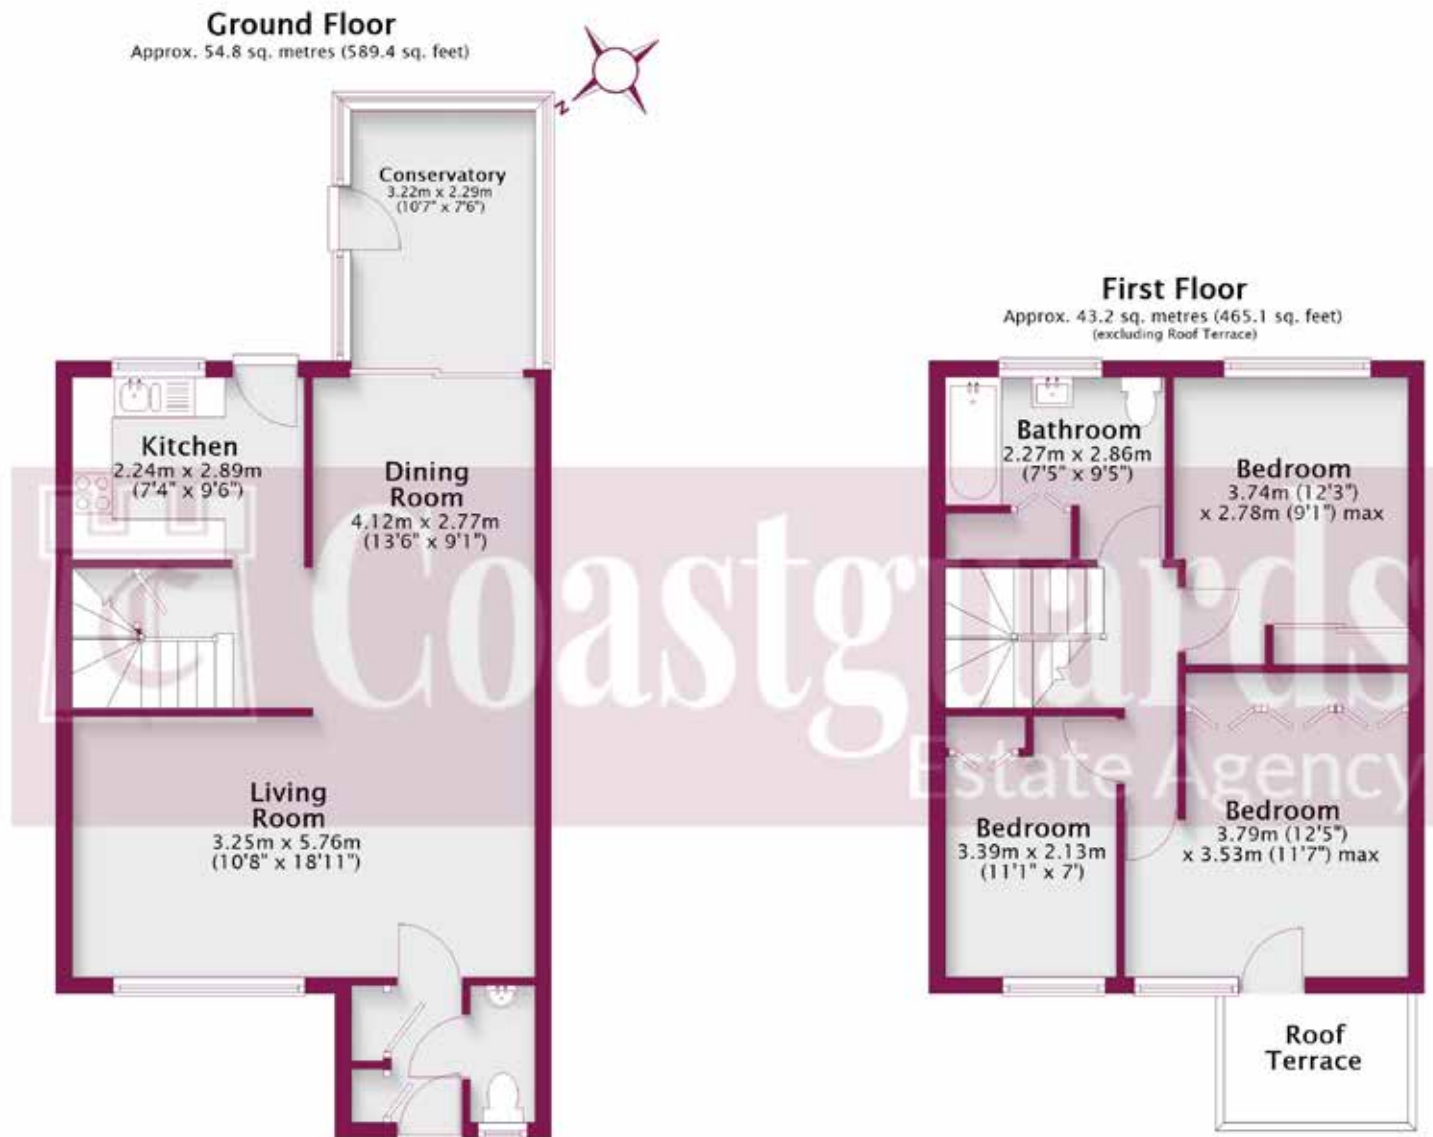 Ground Floor
Approx. 54.8 sq. metres (589.4 sq. feet)
N
Conservatory
3.22m x 2.29m
(10'7" x 7'6")
Kitchen
2.24m x 2.89m
(7'4" x 9'6")
Dining
Room
4.12m x 2.77m
(13'6" x 9'1")
Living
Room
3.25m x 5.76m
(10'8" x 18'11")
First Floor
Approx. 43.2 sq. metres (465.1 sq. feet)
(excluding Roof Terrace)
Bathroom
2.27m x 2.86m
(7'5" x 9'5")
Bedroom
3.74m (12'3")
x 2.78m (9'1") max
Bedroom
3.39m x 2.13m
(11'1" x 7')
Bedroom
3.79m (12'5")
x 3.53m (11'7") max
Roof
Terrace
Coastguards
Estate Agency